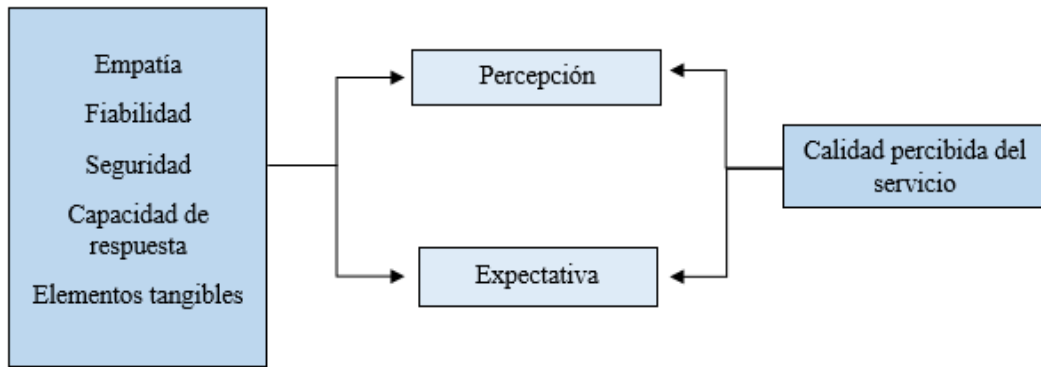 Empatía
Fiabilidad
Seguridad
Capacidad de
respuesta
Elementos tangibles
Percepción
Expectativa
Calidad percibida del
servicio